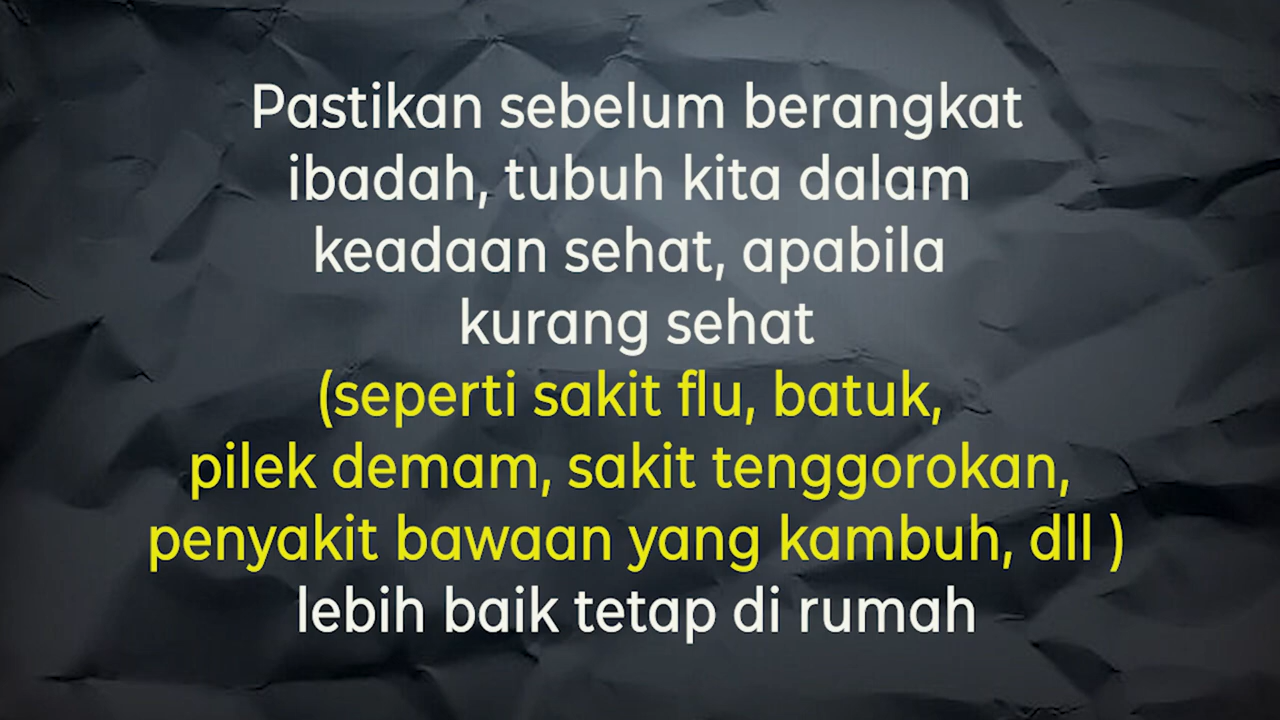 Pastikan sebelum berangkat
ibadah, tubuh kita dalam
keadaan sehat, apabila
kurang sehat
(seperti sakit flu, batuk,
pilek demam, sakit tenggorokan,
penyakit bawaan yang kambuh, dll )
lebih baik tetap di rumah